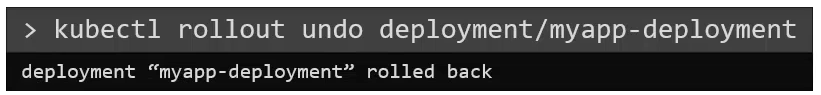 > kubectl rollout undo deployment/myapp-deployment
deployment “myapp-deployment” rolled back